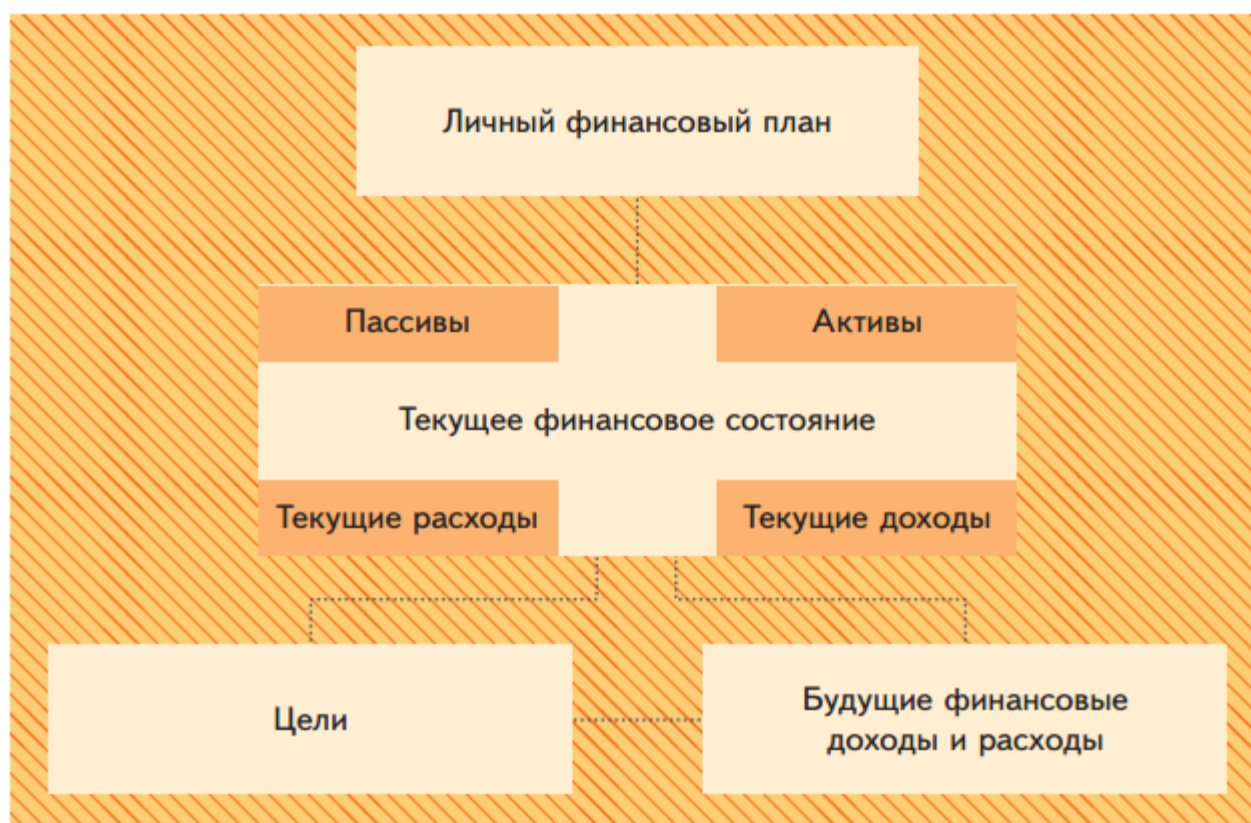 Личный финансовый план
Пассивы
Активы
Текущее финансовое состояние
Текущие расходы
Текущие доходы
Цели
Будущие финансовые
доходы и расходы